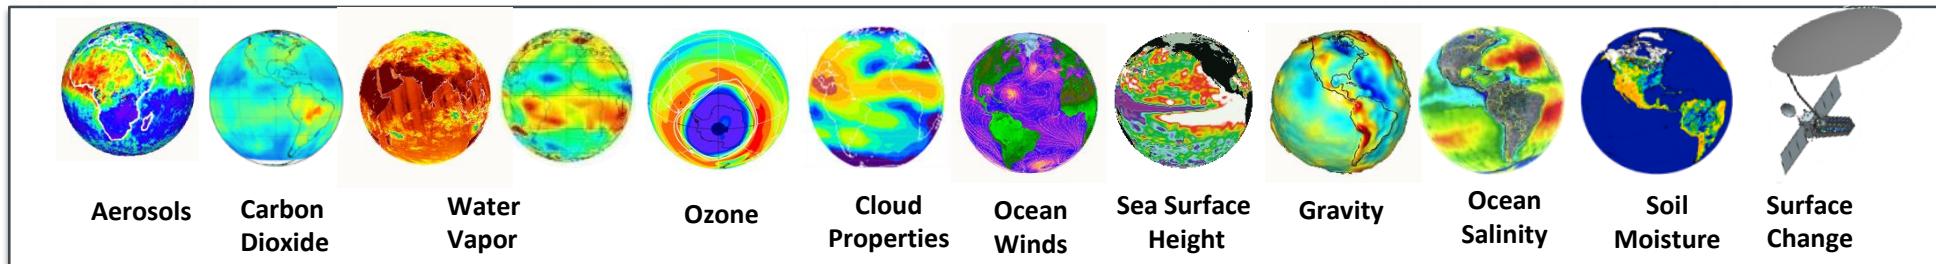 Aerosols
Carbon
Dioxide
Water
Vapor
Ozone
Cloud
Properties
Ocean
Winds
Sea Surface
Height
Gravity
Ocean
Salinity
Soil
Moisture
Surface
Change